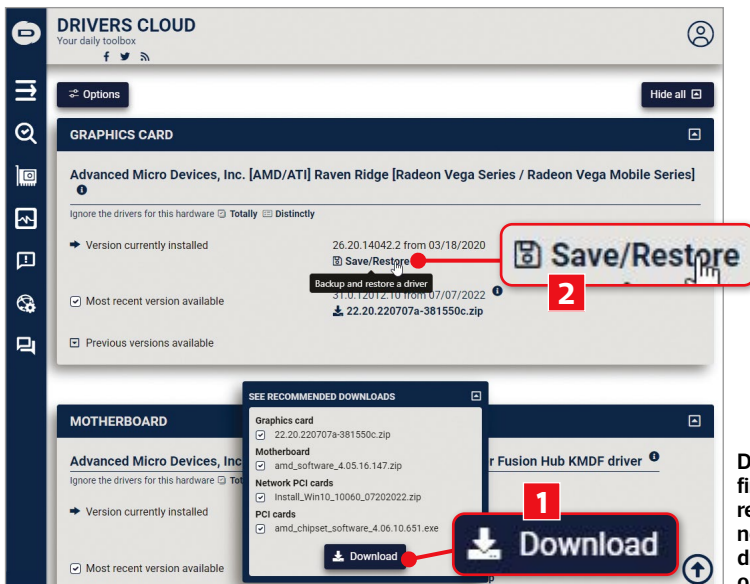 DRIVERS CLOUD
Your daily toolbox
Options
Hide all
GRAPHICS CARD
Advanced Micro Devices, Inc. [AMD/ATI] Raven Ridge [Radeon Vega Series / Radeon Vega Mobile Series]
Ignore the drivers for this hardware Totally Distinctly
Version currently installed
26.20.14042.2 from 03/18/2020
Save/Restore
Save/Restore
2
Backup and restore a driver
Most recent version available
31.0.12012.10 from 07/07/2022
22.20.220707a-381550c.zip
Previous versions available
SEE RECOMMENDED DOWNLOADS
Graphics card
22.20.220707a-381550c.zip
Motherboard
amd_software_4.05.16.147.zip
Network PCI cards
Install_Win10_10060_07202022.zip
PCI cards
amd_chipset_software_4.06.10.651.exe
Download
1
Download
MOTHERBOARD
Advanced Micro Devices, Inc
r Fusion Hub KMDF driver
Ignore the drivers for this hardware Tot
Version currently installed
Most recent version available
D
fi
re
d